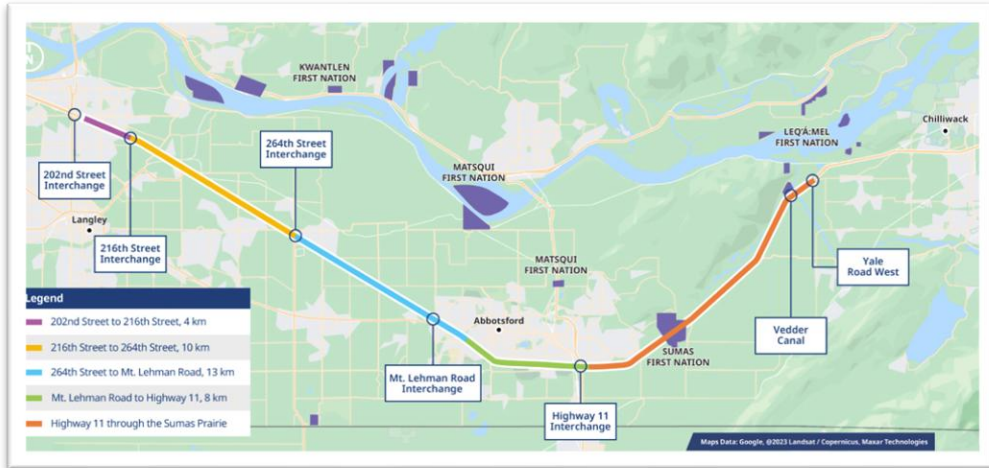 KWANTLEN
FIRST NATION
264th Street
Interchange
202nd Street
Interchange
Langley
216th Street
Interchange
MATSQUI
FIRST NATION
MATSQUI
FIRST NATION
LEQ'Á:MEL
FIRST NATION
Chilliwack
Yale
Road West
Vedder
Canal
Abbotsford
SUMAS
FIRST NATION
Mt. Lehman Road
Interchange
Highway 11
Interchange
Legend
202nd Street to 216th Street, 4 km
216th Street to 264th Street, 10 km
264th Street to Mt. Lehman Road, 13 km
Mt. Lehman Road to Highway 11, 8 km
Highway 11 through the Sumas Prairie
Maps Data: Google, @2023 Landsat / Copernicus, Maxar Technologies